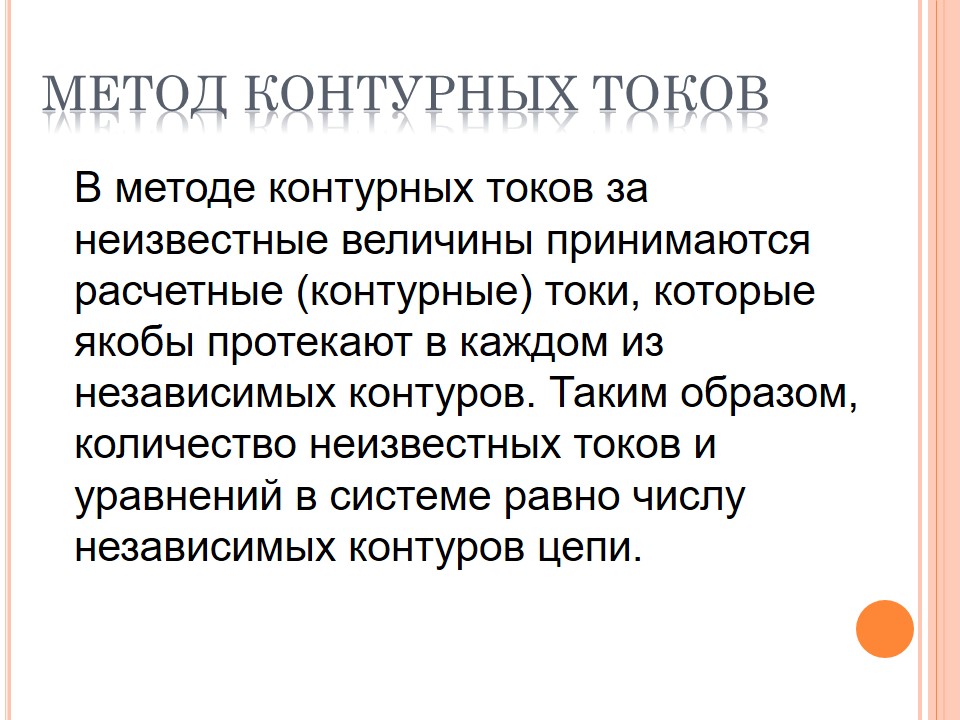 МЕТОД КОНТУРНЫХ ТОКОВ
В методе контурных токов за
неизвестные величины принимаются
расчетные (контурные) токи, которые
якобы протекают в каждом из
независимых контуров. Таким образом,
количество неизвестных токов и
уравнений в системе равно числу
независимых контуров цепи.